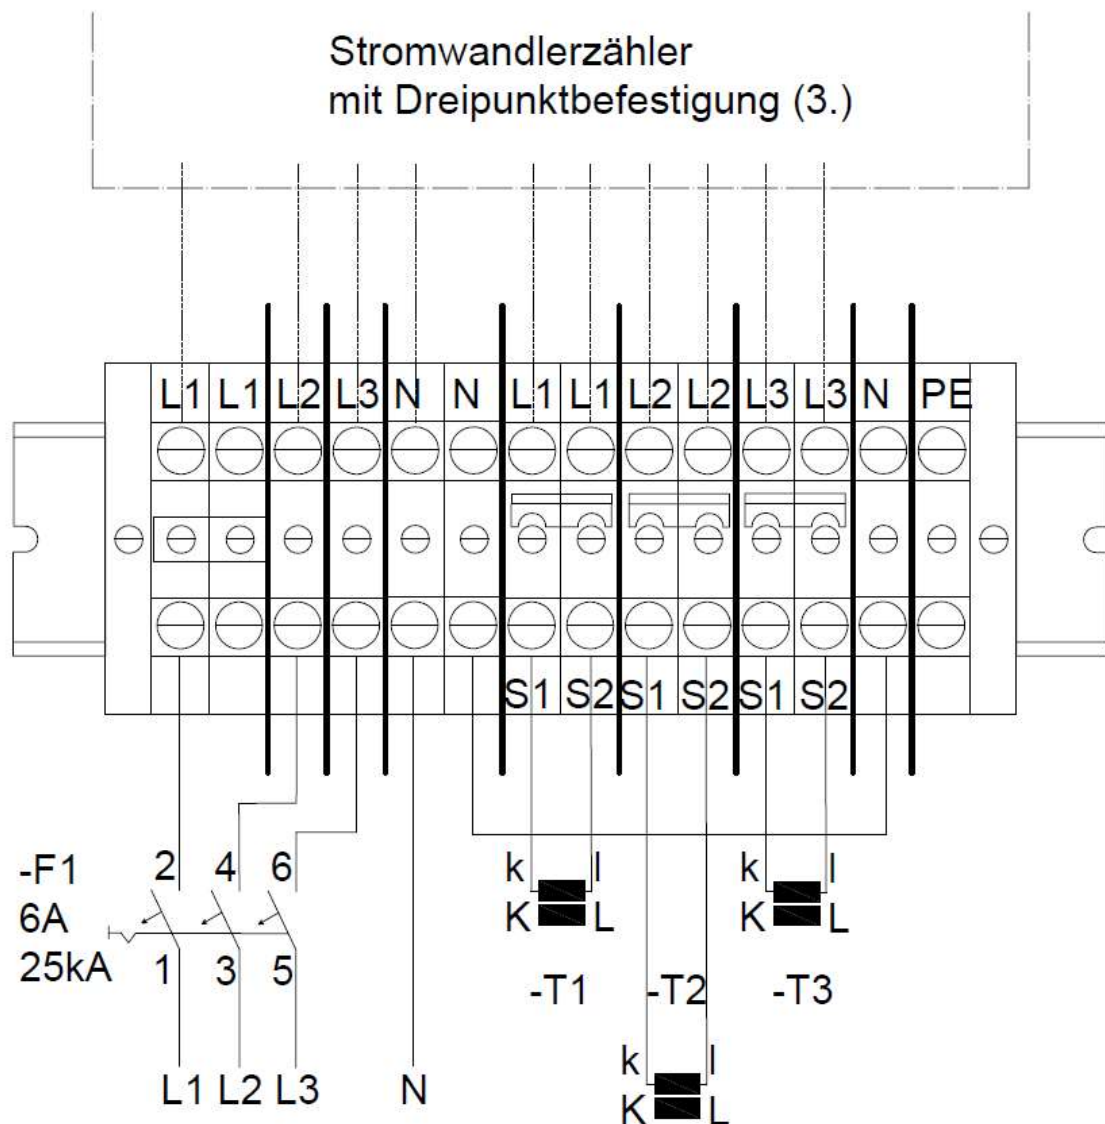 Stromwandlerzähler
mit Dreipunktbefestigung (3.)
L1 L1 L2 L3 N N L1 L1 L2 L2 L3 L3 N PE
S1 S2 S1 S2 S1 S2
-F1 2 4 6
6A
25kA 1 3 5
k l k l
K L K L
-T1 -T2 -T3
k l
K L
L1 L2 L3 N